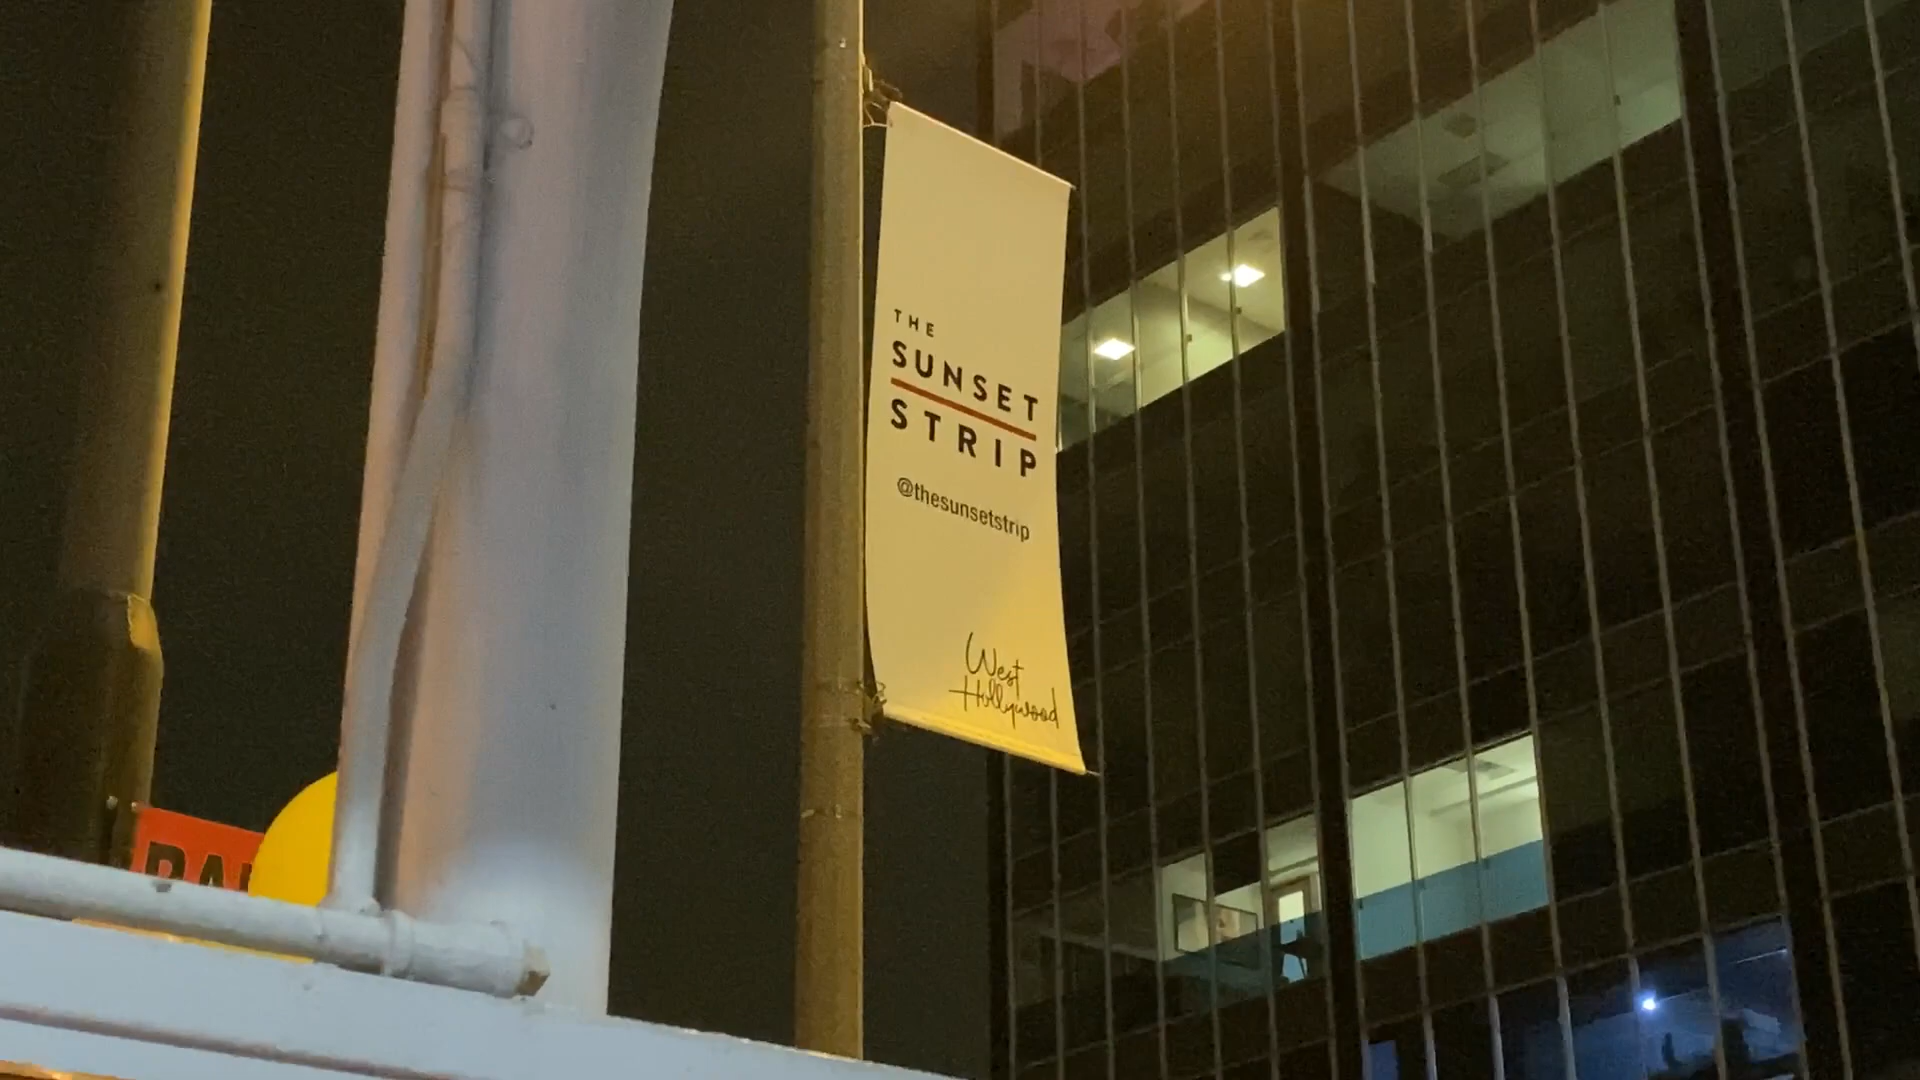 THE
SUNSET
STRIP
@thesunsetstrip
West
Hollywood